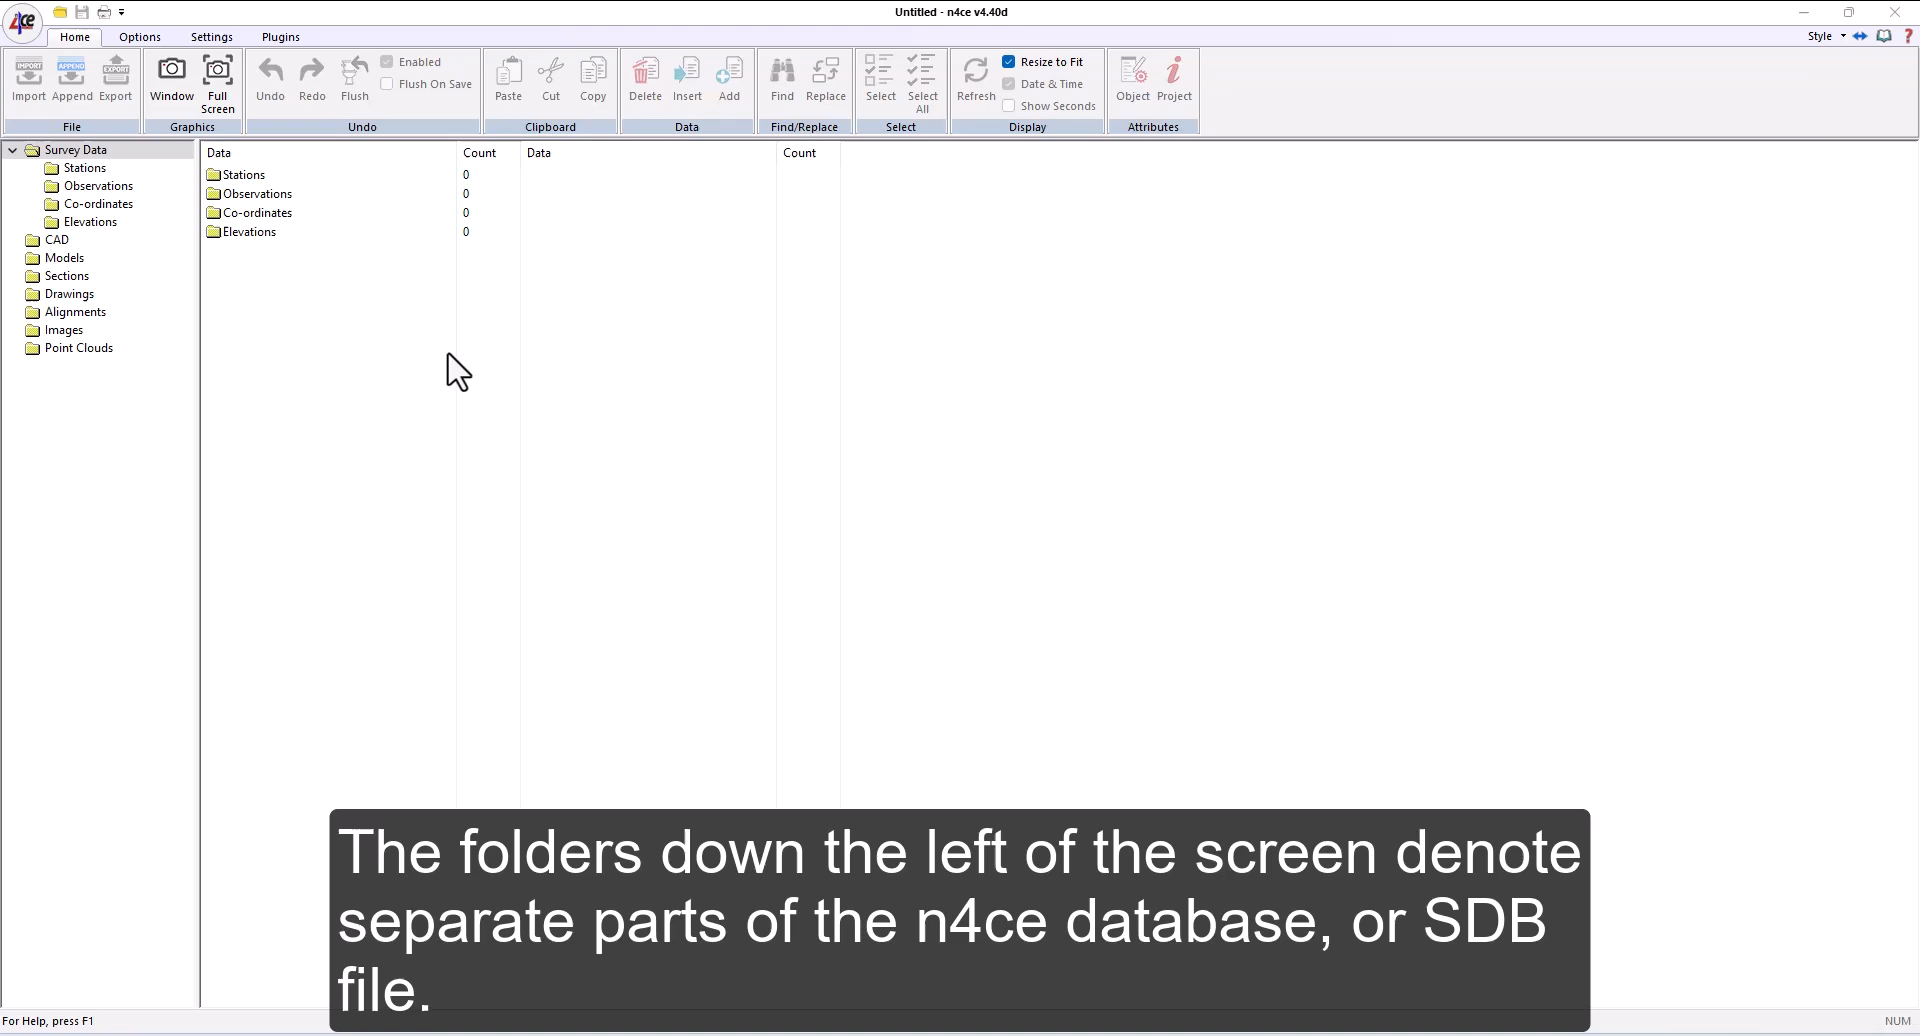 Untitled - n4ce v4.40d
4ce
Home Options Settings Plugins Style
IMPORT APPEND EXPORT
Import Append Export Window Full Screen Undo Redo Flush Enabled Flush On Save Paste Cut Copy Delete Insert Add Find Replace Select Select All Refresh Resize to Fit Date & Time Show Seconds Object Project
File Graphics Undo Clipboard Data Find/Replace Select Display Attributes
Survey Data
Stations
Observations
Co-ordinates
Elevations
CAD
Models
Sections
Drawings
Alignments
Images
Point Clouds
Data Count Data Count
Stations 0
Observations 0
Co-ordinates 0
Elevations 0
The folders down the left of the screen denote
separate parts of the n4ce database, or SDB
file.
For Help, press F1 NUM